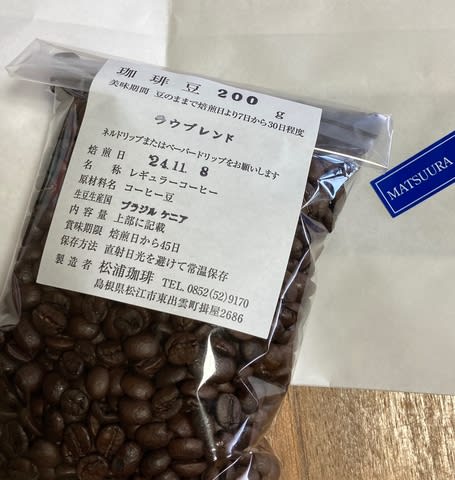 珈琲豆 200 g
美味期間 豆のままで焙煎日より7日から30日程度
ラウブレンド
ネルドリップまたはペーパードリップをお願いします
焙煎日 '24.11. 8
名称 レギュラーコーヒー
原材料名 コーヒー豆
生豆生産国 ブラジル ケニア
内容量 上部に記載
賞味期限 焙煎日から45日
保存方法 直射日光を避けて常温保存
製造者 松浦珈琲 TEL.0852(52)9170
島根県松江市東出雲町揖屋2686
MATSUURA